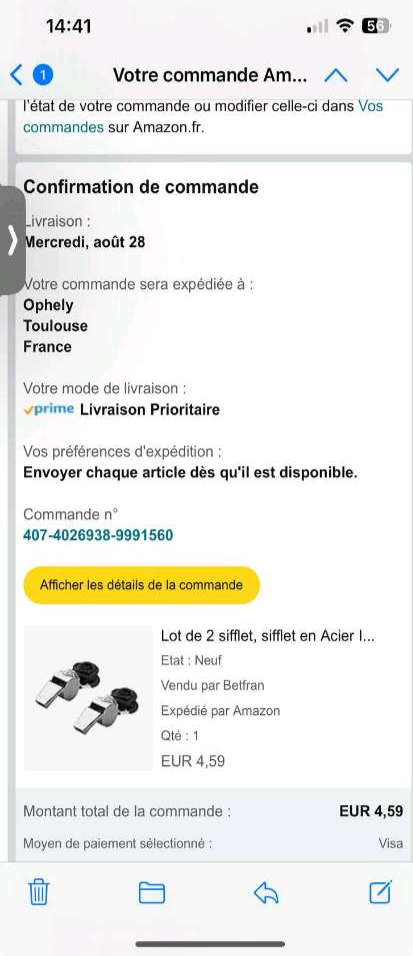 14:41
56
1
Votre commande Am...
l'état de votre commande ou modifier celle-ci dans Vos
commandes sur Amazon.fr.
Confirmation de commande
Livraison :
Mercredi, août 28
Votre commande sera expédiée à :
Ophely
Toulouse
France
Votre mode de livraison :
prime Livraison Prioritaire
Vos préférences d'expédition :
Envoyer chaque article dès qu'il est disponible.
Commande n°
407-4026938-9991560
Afficher les détails de la commande
Lot de 2 sifflet, sifflet en Acier I...
Etat : Neuf
Vendu par Betfran
Expédié par Amazon
Qté : 1
EUR 4,59
Montant total de la commande : EUR 4,59
Moyen de paiement sélectionné : Visa